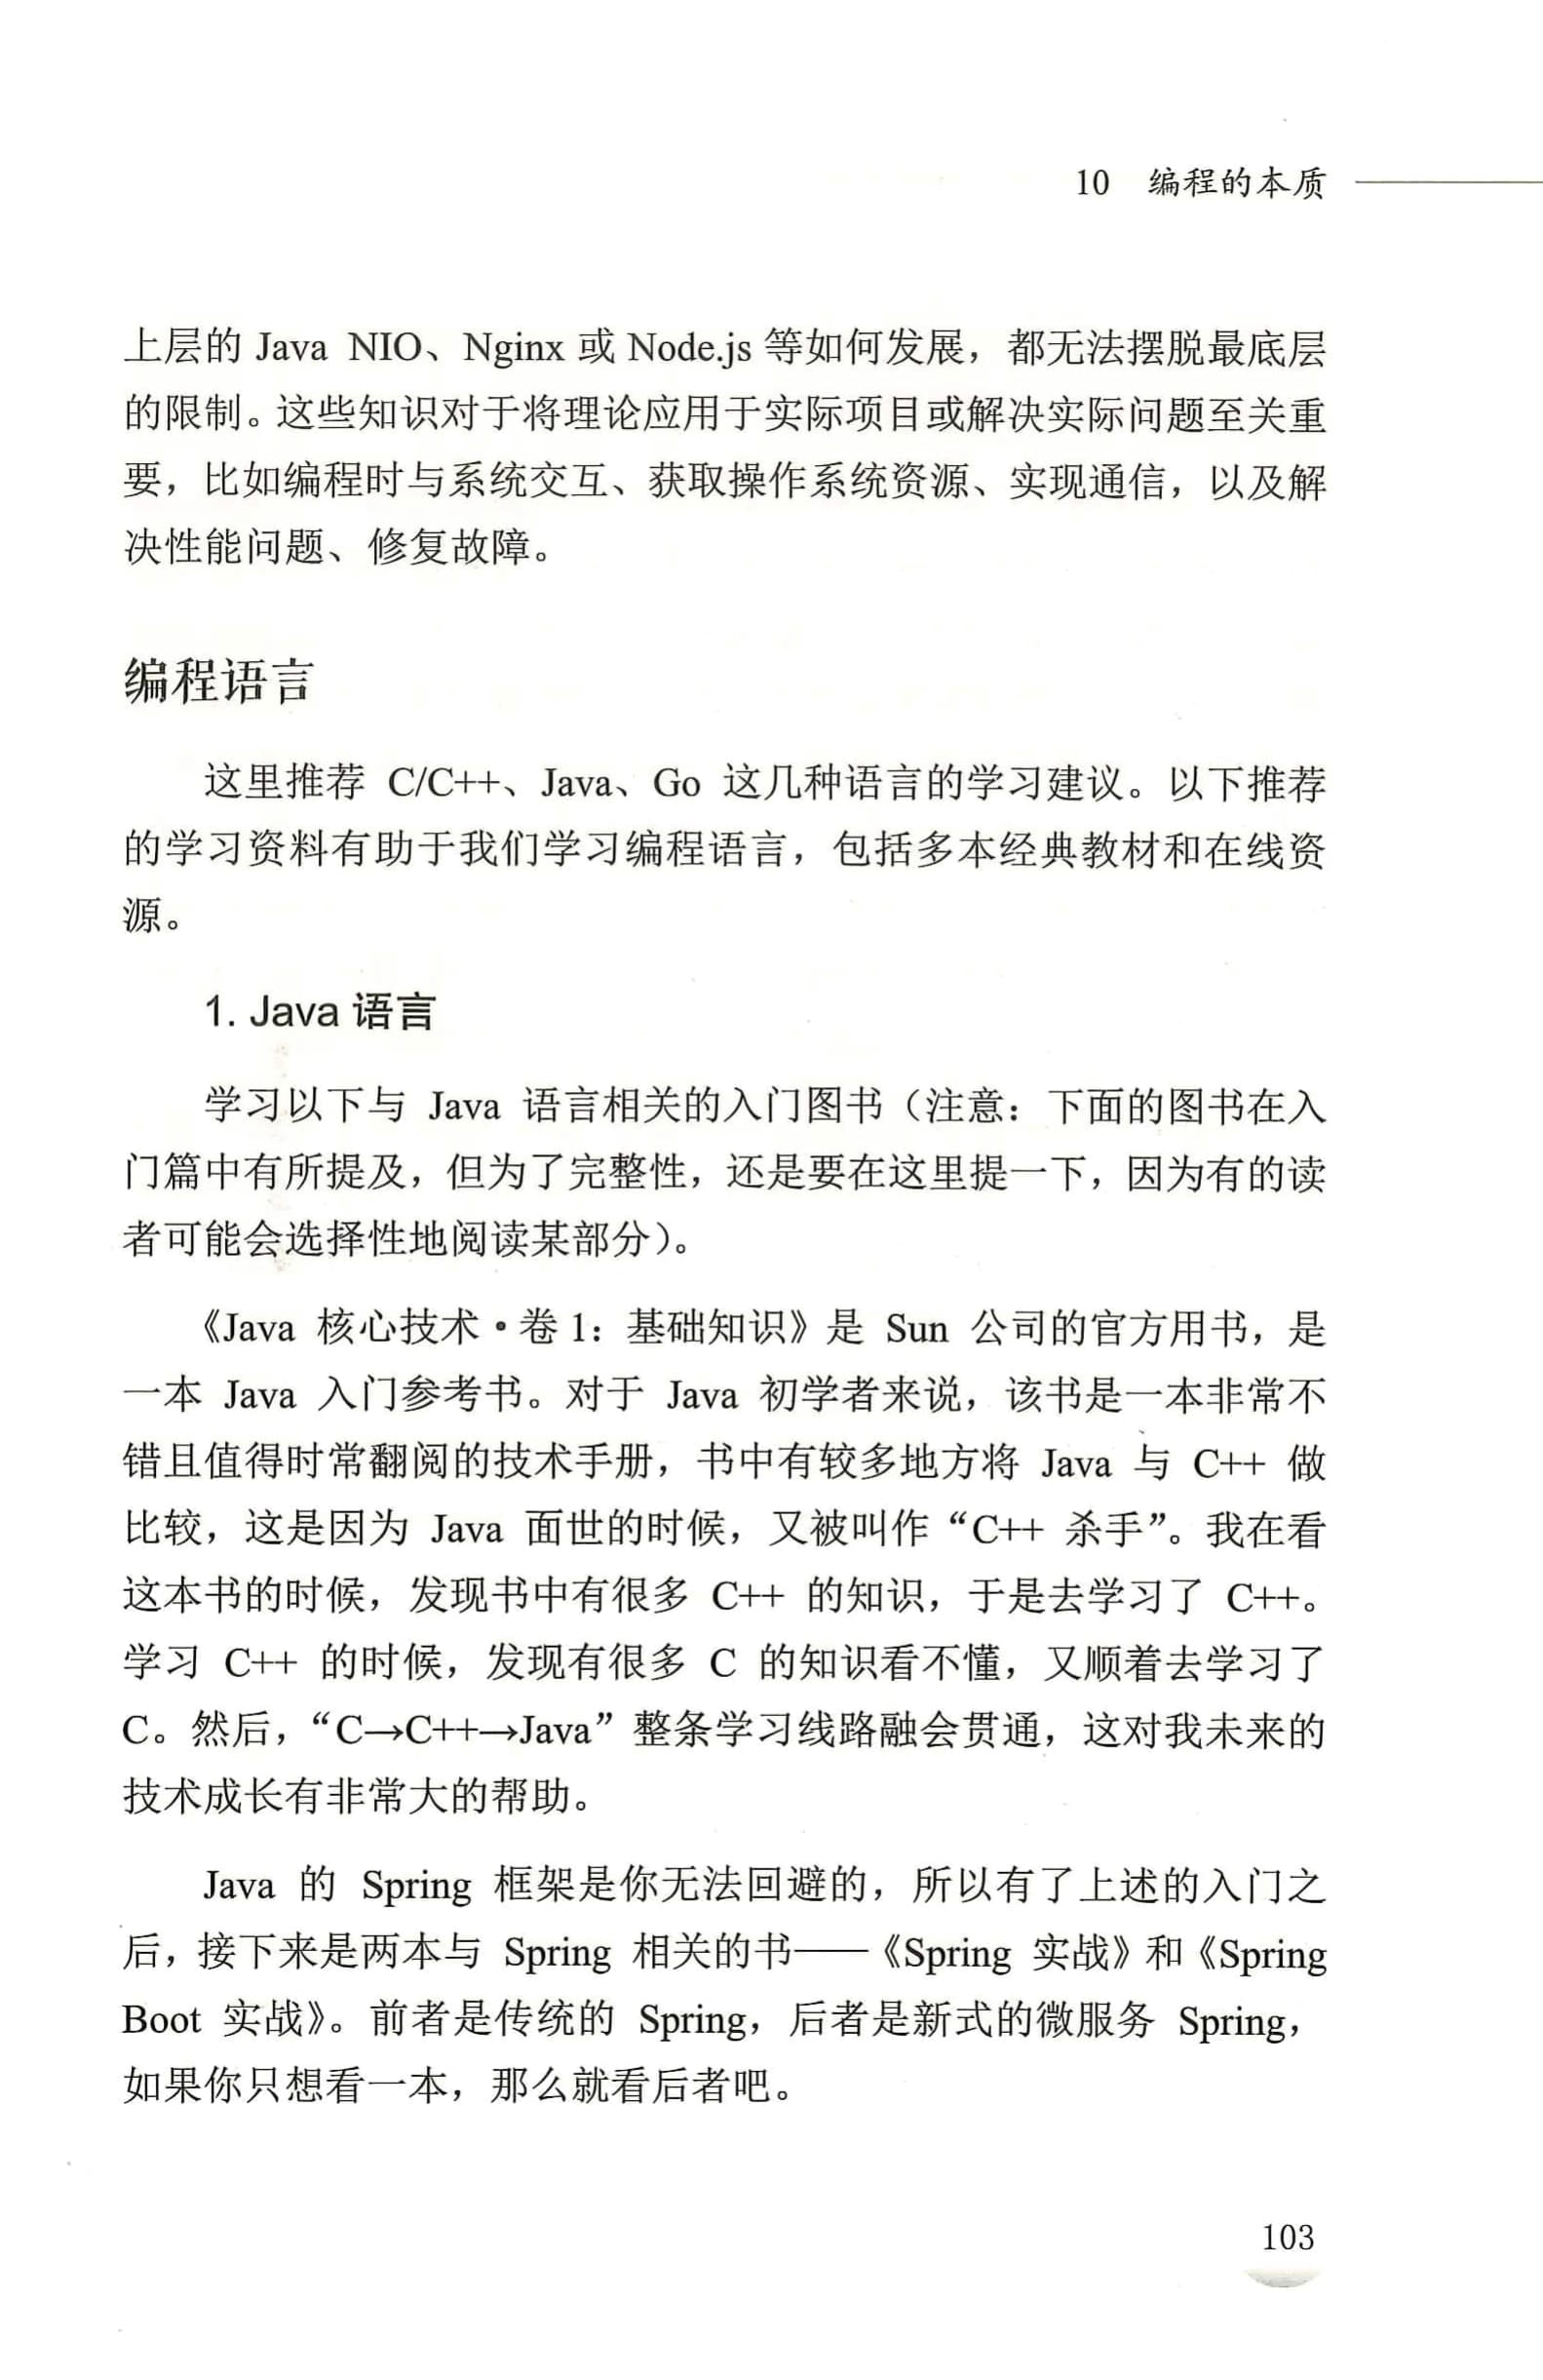 10 编程的本质
上层的 Java NIO、Nginx 或 Node.js 等如何发展，都无法摆脱最底层
的限制。这些知识对于将理论应用于实际项目或解决实际问题至关重
要，比如编程时与系统交互、获取操作系统资源、实现通信，以及解
决性能问题、修复故障。
编程语言
这里推荐 C/C++、Java、Go 这几种语言的学习建议。以下推荐
的学习资料有助于我们学习编程语言，包括多本经典教材和在线资
源。
1. Java 语言
学习以下与 Java 语言相关的入门图书（注意：下面的图书在入
门篇中有所提及，但为了完整性，还是要在这里提一下，因为有的读
者可能会选择性地阅读某部分）。
《Java 核心技术·卷 1：基础知识》是 Sun 公司的官方用书，是
一本 Java 入门参考书。对于 Java 初学者来说，该书是一本非常不
错且值得时常翻阅的技术手册，书中有较多地方将 Java 与 C++ 做
比较，这是因为 Java 面世的时候，又被叫作“C++ 杀手”。我在看
这本书的时候，发现书中有很多 C++ 的知识，于是去学习了 C++。
学习 C++ 的时候，发现有很多 C 的知识看不懂，又顺着去学习了
C。然后，“C→C++→Java”整条学习线路融会贯通，这对我未来的
技术成长有非常大的帮助。
Java 的 Spring 框架是你无法回避的，所以有了上述的入门之
后，接下来是两本与 Spring 相关的书——《Spring 实战》和《Spring
Boot 实战》。前者是传统的 Spring，后者是新式的微服务 Spring，
如果你只想看一本，那么就看后者吧。
103